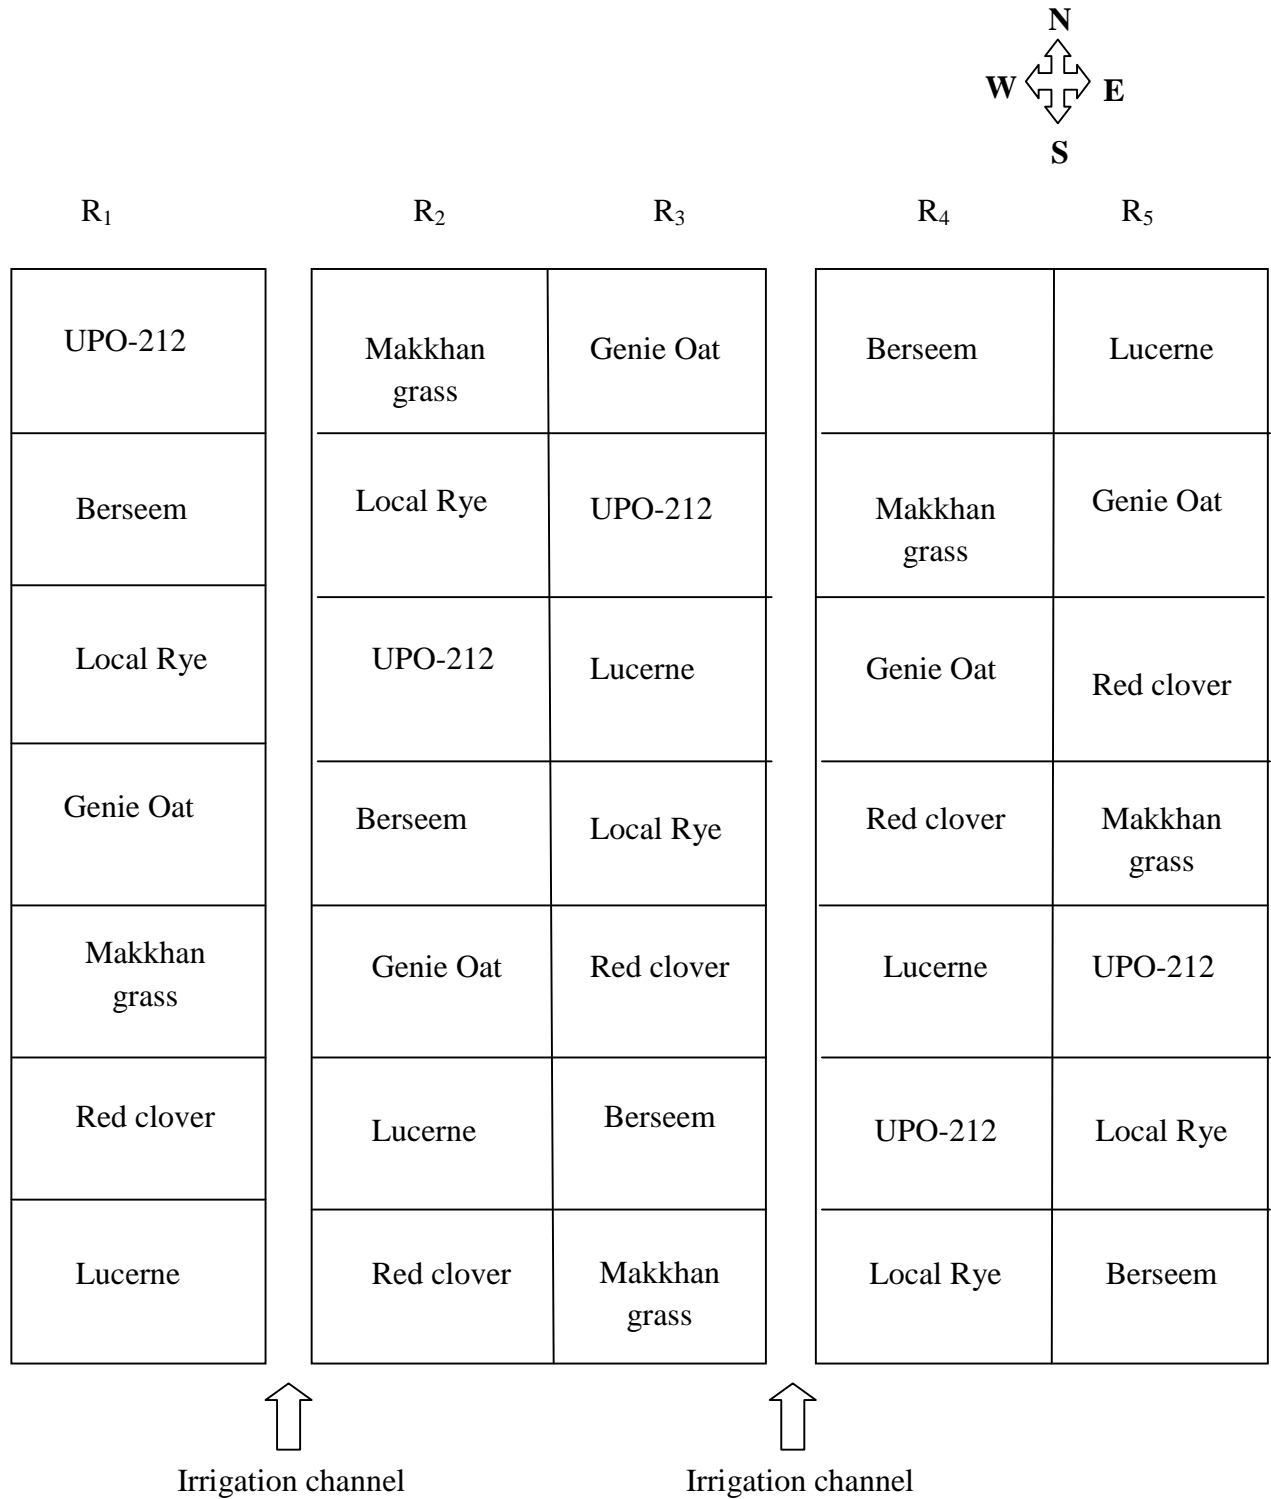 N
W E
S
R₁ R₂ R₃ R₄ R₅
UPO-212 Makkhan grass Genie Oat Berseem Lucerne
Berseem Local Rye UPO-212 Makkhan grass Genie Oat
Local Rye UPO-212 Lucerne Genie Oat Red clover
Genie Oat Berseem Local Rye Red clover Makkhan grass
Makkhan grass Genie Oat Red clover Lucerne UPO-212
Red clover Lucerne Berseem UPO-212 Local Rye
Lucerne Red clover Makkhan grass Local Rye Berseem
Irrigation channel Irrigation channel